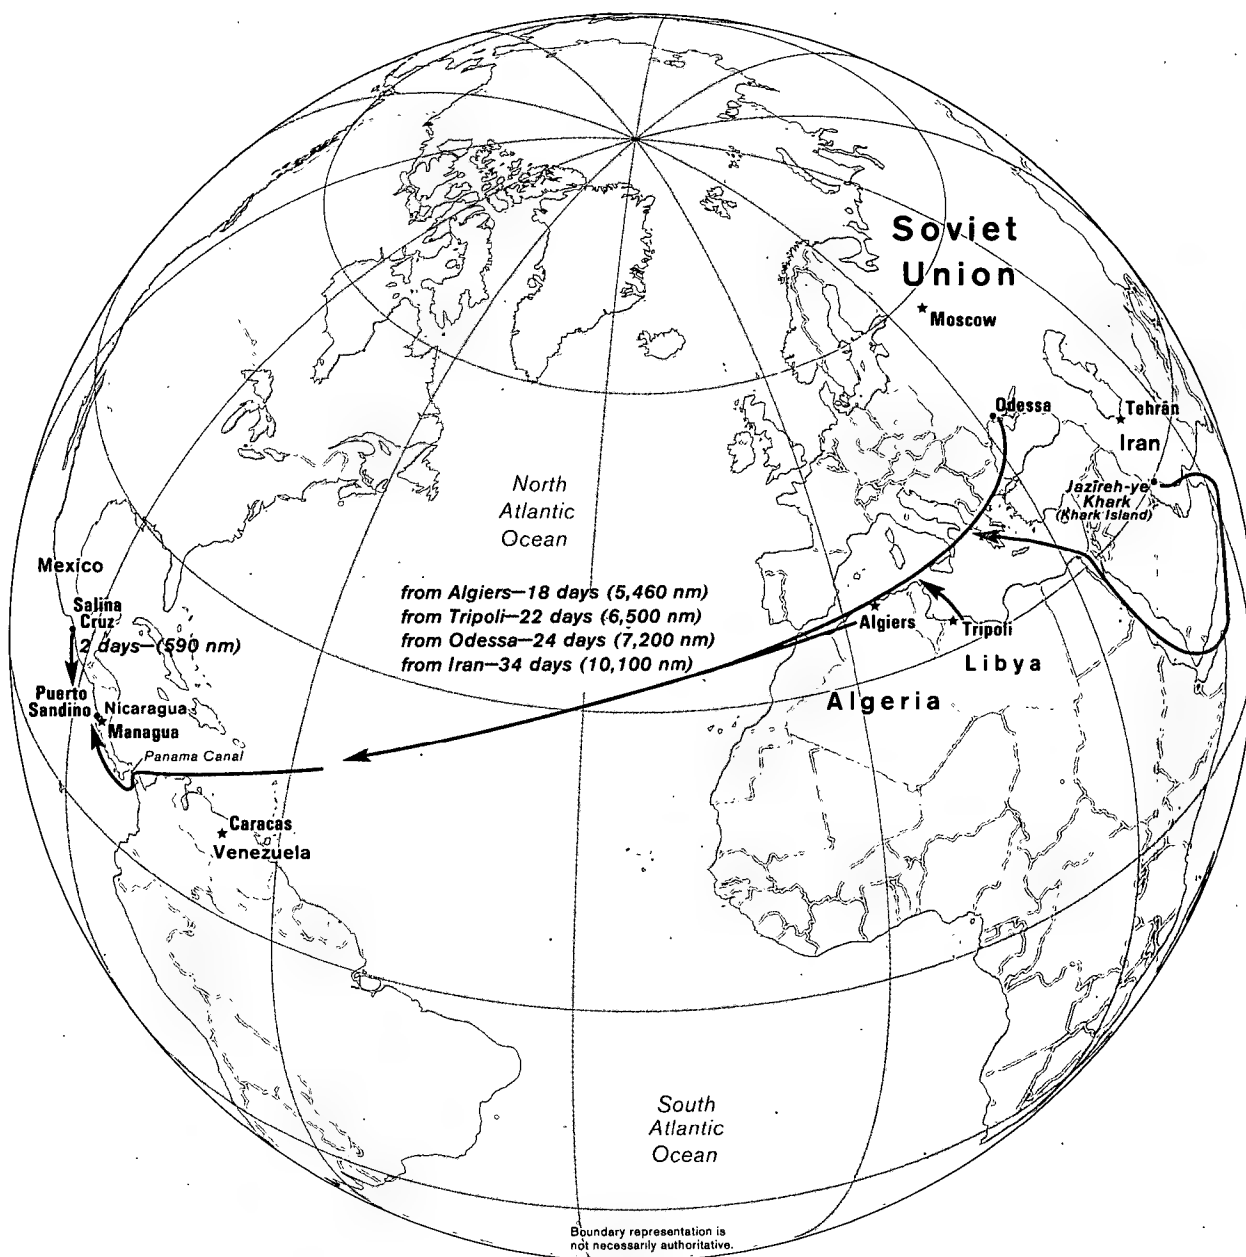 Soviet
Union
Moscow
Odessa
Tehrān
Iran
Jazīreh-ye
Khark
(Khark Island)
North
Atlantic
Ocean
Mexico
Salina
Cruz
2 days—(590 nm)
from Algiers—18 days (5,460 nm)
from Tripoli—22 days (6,500 nm)
from Odessa—24 days (7,200 nm)
from Iran—34 days (10,100 nm)
Algiers
Tripoli
Libya
Algeria
Puerto
Sandino
Nicaragua
Managua
Panama Canal
Caracas
Venezuela
South
Atlantic
Ocean
Boundary representation is
not necessarily authoritative.